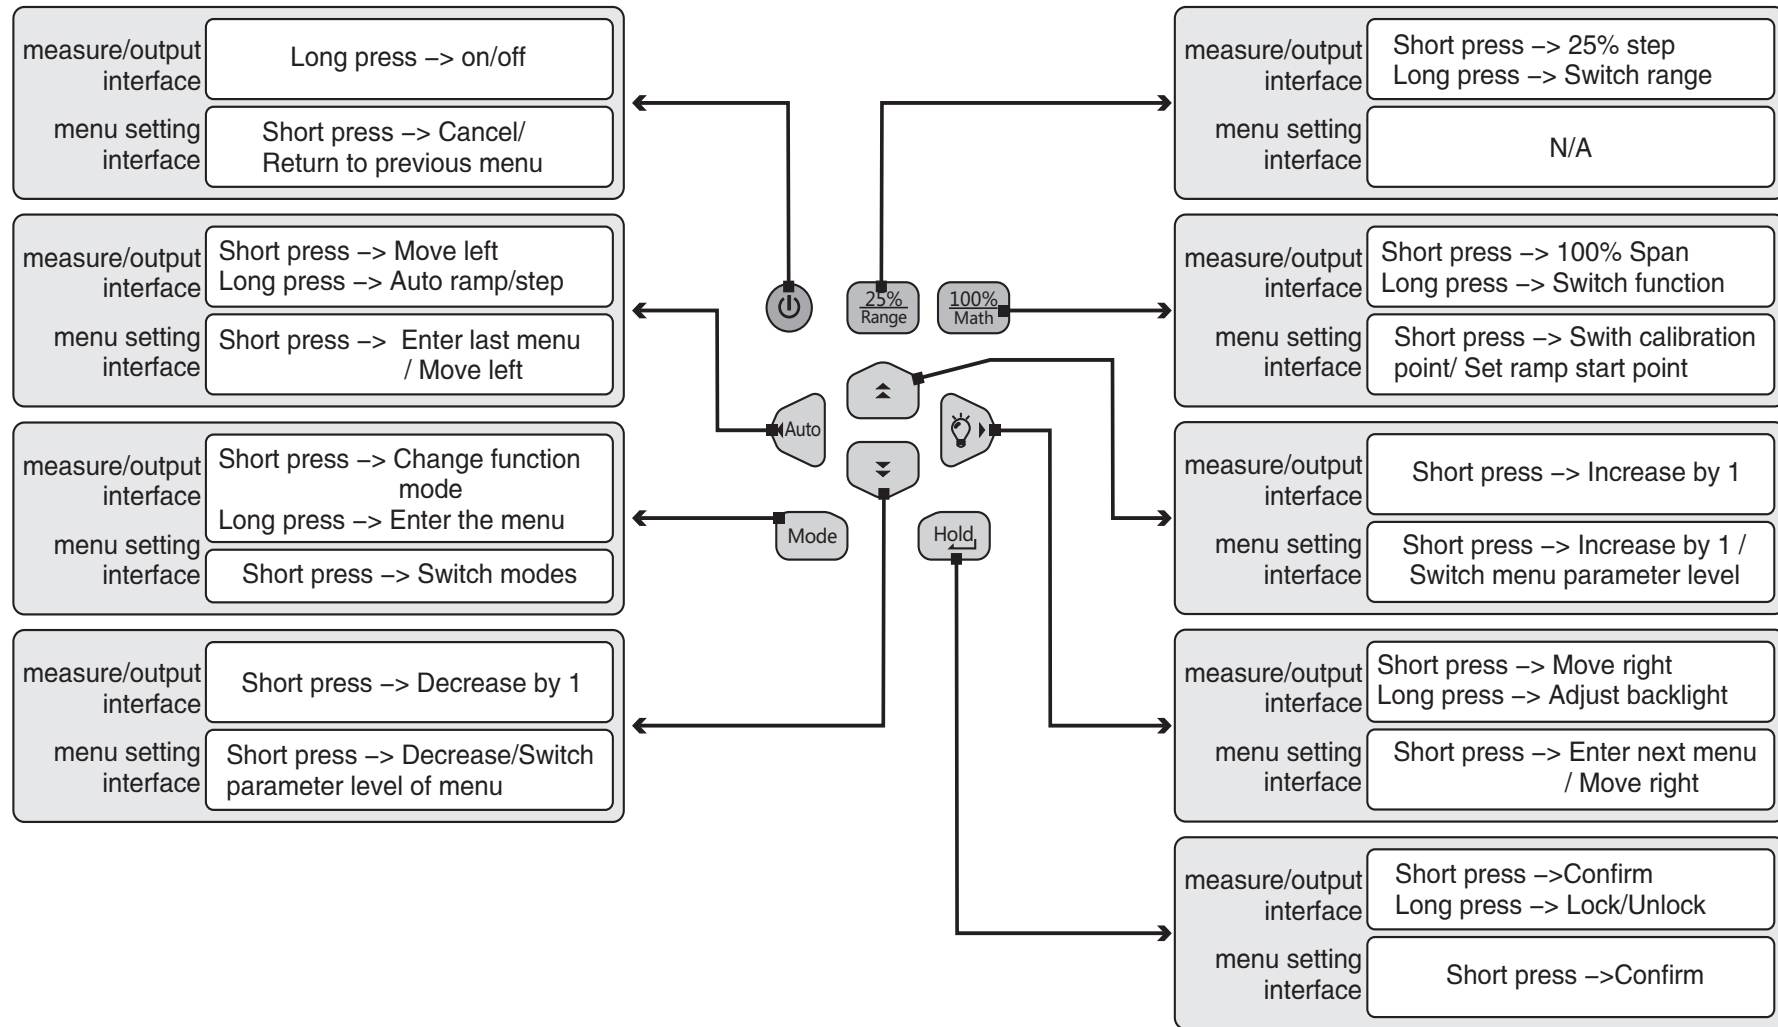 measure/output
interface
Long press –> on/off
menu setting
interface
Short press –> Cancel/
Return to previous menu
measure/output
interface
Short press –> Move left
Long press –> Auto ramp/step
menu setting
interface
Short press –> Enter last menu
/ Move left
measure/output
interface
Short press –> Change function
mode
Long press –> Enter the menu
menu setting
interface
Short press –> Switch modes
measure/output
interface
Short press –> Decrease by 1
menu setting
interface
Short press –> Decrease/Switch
parameter level of menu
25%
Range
100%
Math
Auto
Mode
Hold
measure/output
interface
Short press –> 25% step
Long press –> Switch range
menu setting
interface
N/A
measure/output
interface
Short press –> 100% Span
Long press –> Switch function
menu setting
interface
Short press –> Swith calibration
point/ Set ramp start point
measure/output
interface
Short press –> Increase by 1
menu setting
interface
Short press –> Increase by 1 /
Switch menu parameter level
measure/output
interface
Short press –> Move right
Long press –> Adjust backlight
menu setting
interface
Short press –> Enter next menu
/ Move right
measure/output
interface
Short press –>Confirm
Long press –> Lock/Unlock
menu setting
interface
Short press –>Confirm